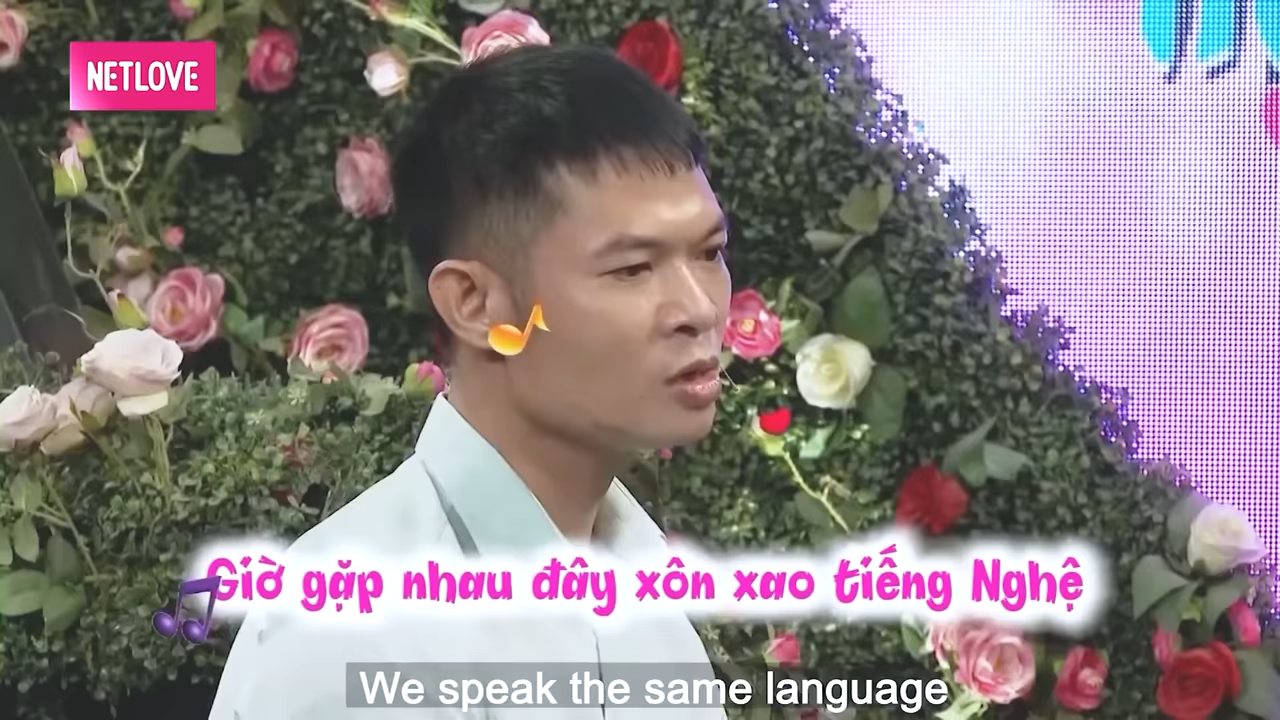 NETLOVE
Giờ gặp nhau đây xôn xao tiếng Nghệ
We speak the same language